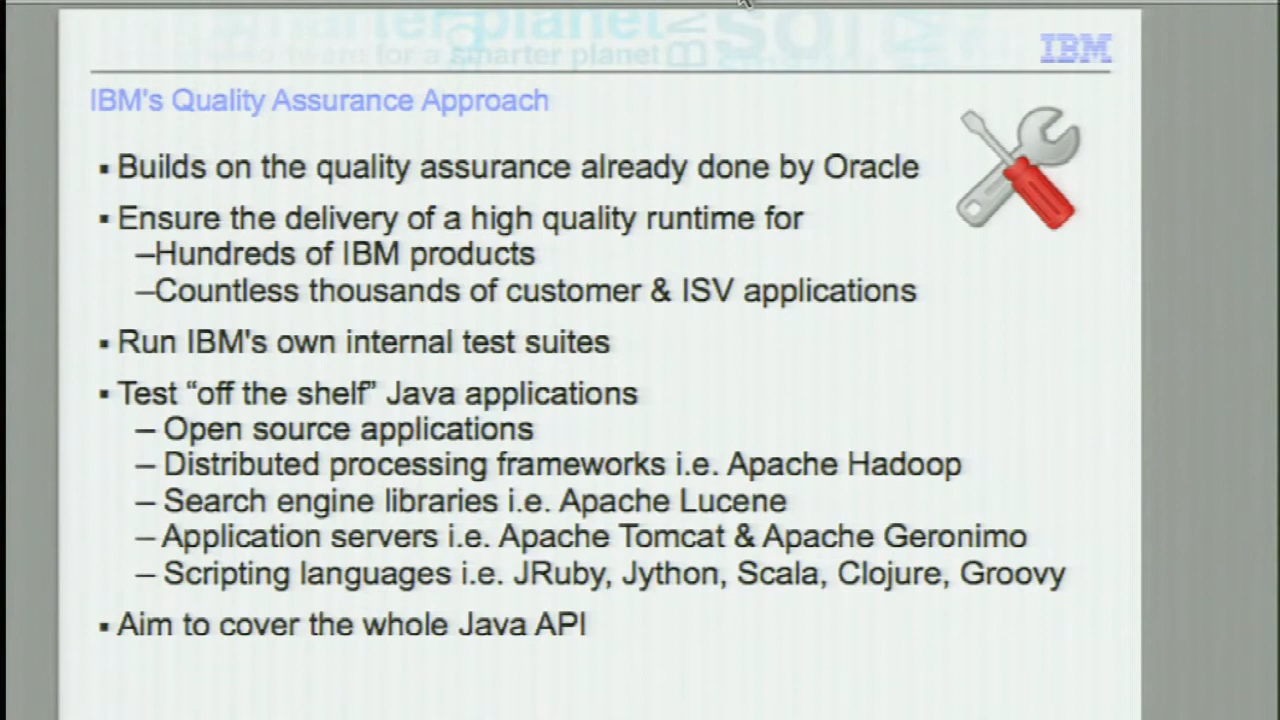 smarter planet
a smarter planet
IBM
IBM's Quality Assurance Approach
▪ Builds on the quality assurance already done by Oracle
▪ Ensure the delivery of a high quality runtime for
–Hundreds of IBM products
–Countless thousands of customer & ISV applications
▪ Run IBM's own internal test suites
▪ Test “off the shelf” Java applications
– Open source applications
– Distributed processing frameworks i.e. Apache Hadoop
– Search engine libraries i.e. Apache Lucene
– Application servers i.e. Apache Tomcat & Apache Geronimo
– Scripting languages i.e. JRuby, Jython, Scala, Clojure, Groovy
▪ Aim to cover the whole Java API